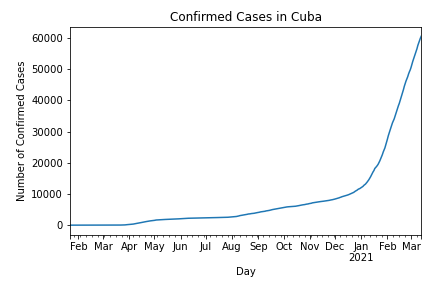 Confirmed Cases in Cuba
60000
50000
40000
30000
20000
10000
0
Number of Confirmed Cases
Feb Mar Apr May Jun Jul Aug Sep Oct Nov Dec Jan Feb Mar
2021
Day